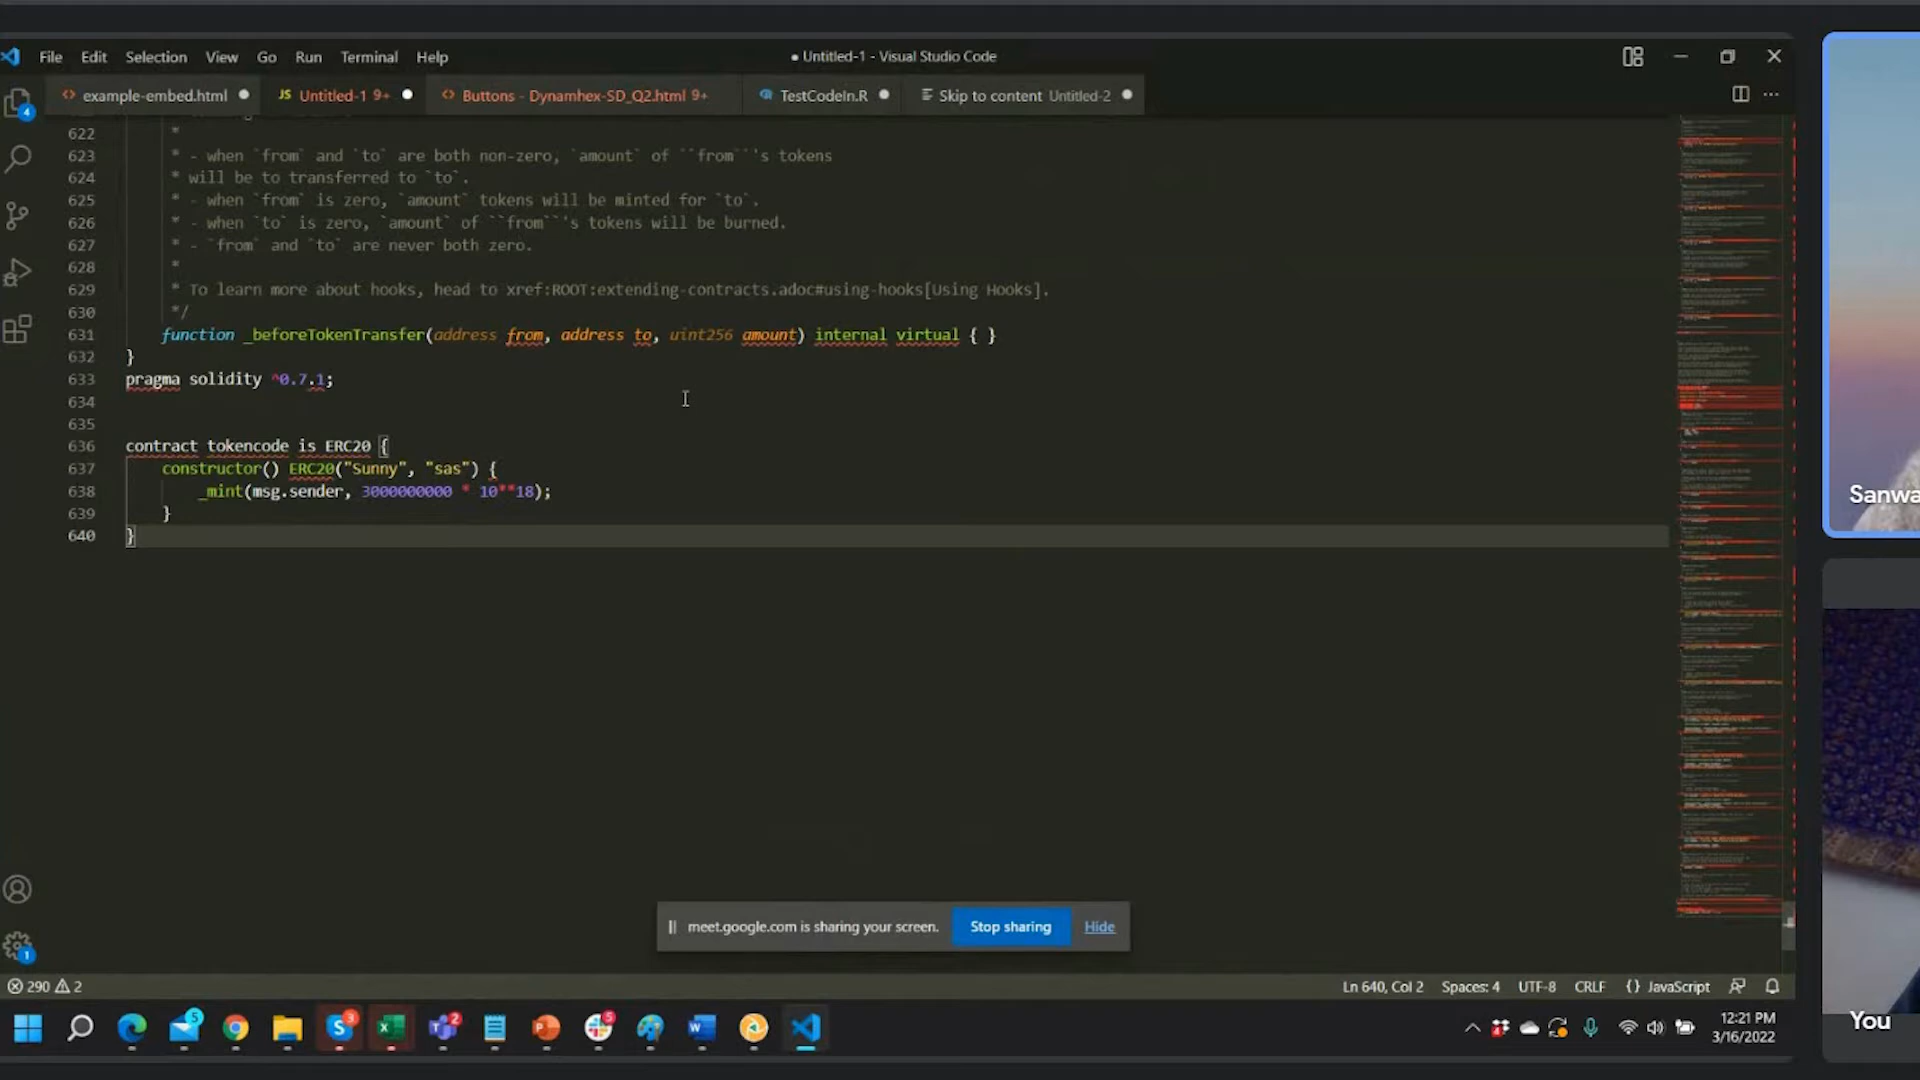 File Edit Selection View Go Run Terminal Help
● Untitled-1 - Visual Studio Code
example-embed.html
JS Untitled-1 9+
Buttons - Dynamhex-SD_Q2.html 9+
TestCodeIn.R
Skip to content Untitled-2
4
622 *
623 * - when `from` and `to` are both non-zero, `amount` of ``from``'s tokens
624 * will be to transferred to `to`.
625 * - when `from` is zero, `amount` tokens will be minted for `to`.
626 * - when `to` is zero, `amount` of ``from``'s tokens will be burned.
627 * - `from` and `to` are never both zero.
628 *
629 * To learn more about hooks, head to xref:ROOT:extending-contracts.adoc#using-hooks[Using Hooks].
630 */
631 function _beforeTokenTransfer(address from, address to, uint256 amount) internal virtual { }
632 }
633 pragma solidity ^0.7.1;
634
635
636 contract tokencode is ERC20 {
637 constructor() ERC20("Sunny", "sas") {
638 _mint(msg.sender, 3000000000 * 10**18);
639 }
640 }
Sanwa
1
meet.google.com is sharing your screen. Stop sharing Hide
290 2
Ln 640, Col 2 Spaces: 4 UTF-8 CRLF {} JavaScript
5 3 2 5
12:21 PM
3/16/2022
You